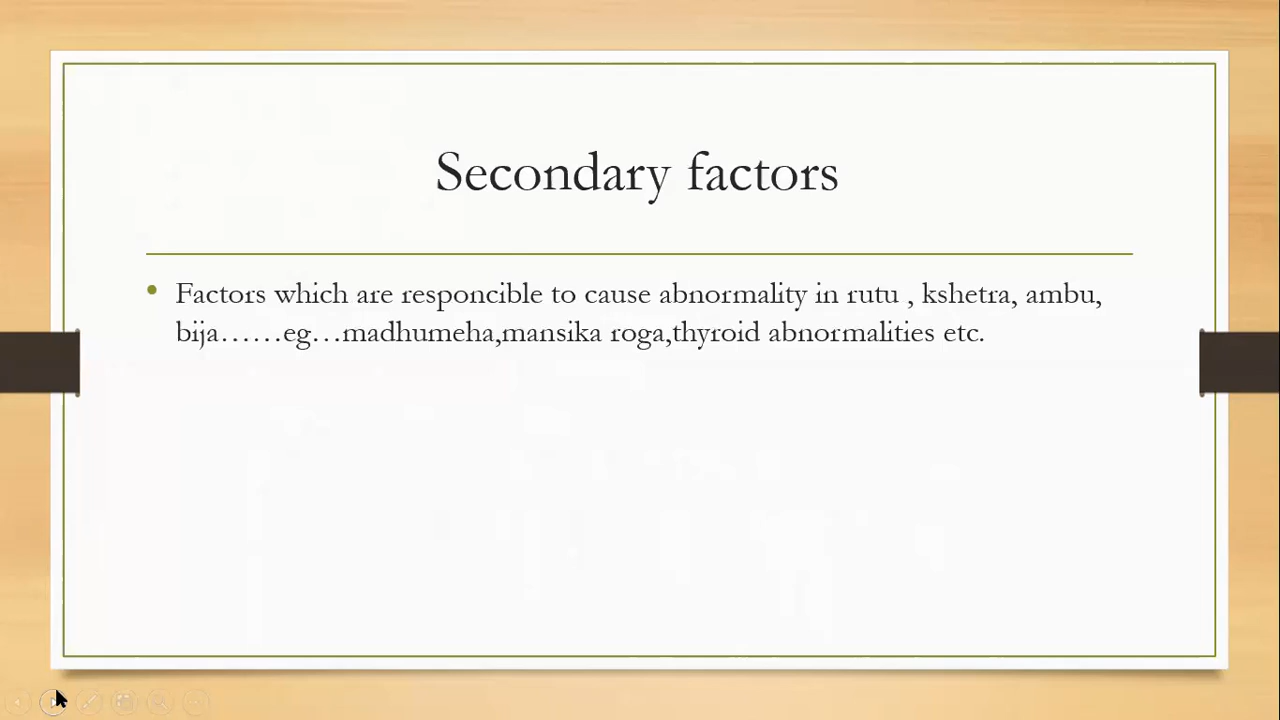 Secondary factors
• Factors which are responcible to cause abnormality in rutu , kshetra, ambu,
bija……eg…madhumeha,mansika roga,thyroid abnormalities etc.